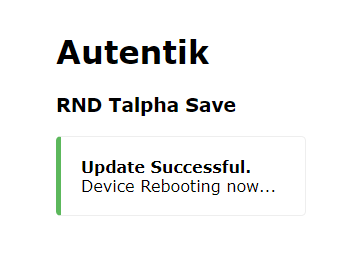 Autentik
RND Talpha Save
Update Successful.
Device Rebooting now...